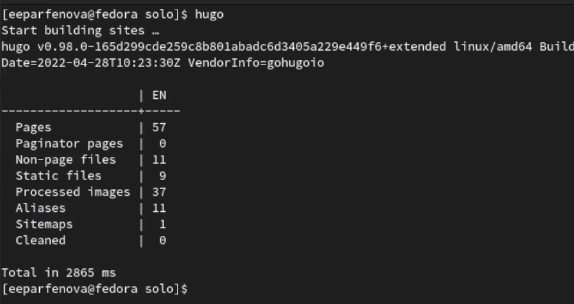 [eeparfenova@fedora solo]$ hugo
Start building sites …
hugo v0.98.0-165d299cde259c8b801abadc6d3405a229e449f6+extended linux/amd64 Build
Date=2022-04-28T10:23:30Z VendorInfo=gohugoio
                   | EN
-------------------+-----
  Pages            | 57
  Paginator pages  |  0
  Non-page files   | 11
  Static files     |  9
  Processed images | 37
  Aliases          | 11
  Sitemaps         |  1
  Cleaned          |  0
Total in 2865 ms
[eeparfenova@fedora solo]$